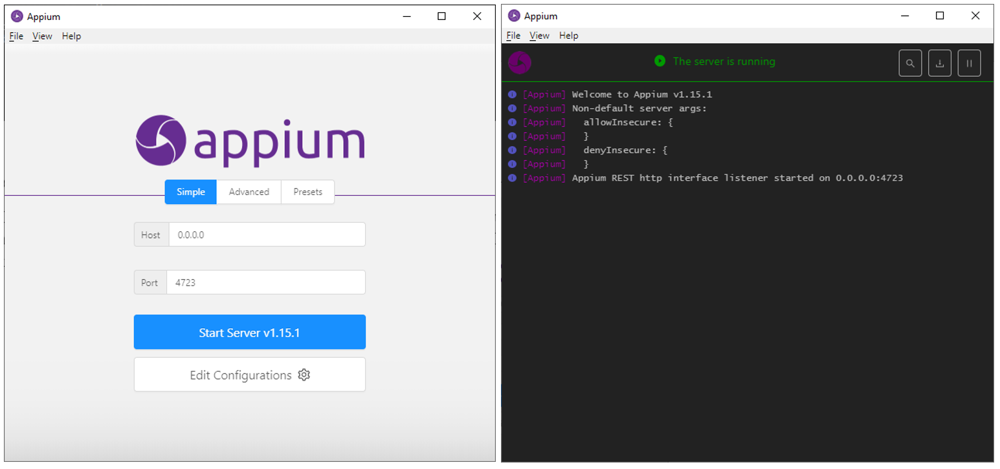 Appium
File View Help
appium
Simple Advanced Presets
Host 0.0.0.0
Port 4723
Start Server v1.15.1
Edit Configurations
Appium
File View Help
The server is running
[Appium] Welcome to Appium v1.15.1
[Appium] Non-default server args:
[Appium]   allowInsecure: {
[Appium]   }
[Appium]   denyInsecure: {
[Appium]   }
[Appium] Appium REST http interface listener started on 0.0.0.0:4723